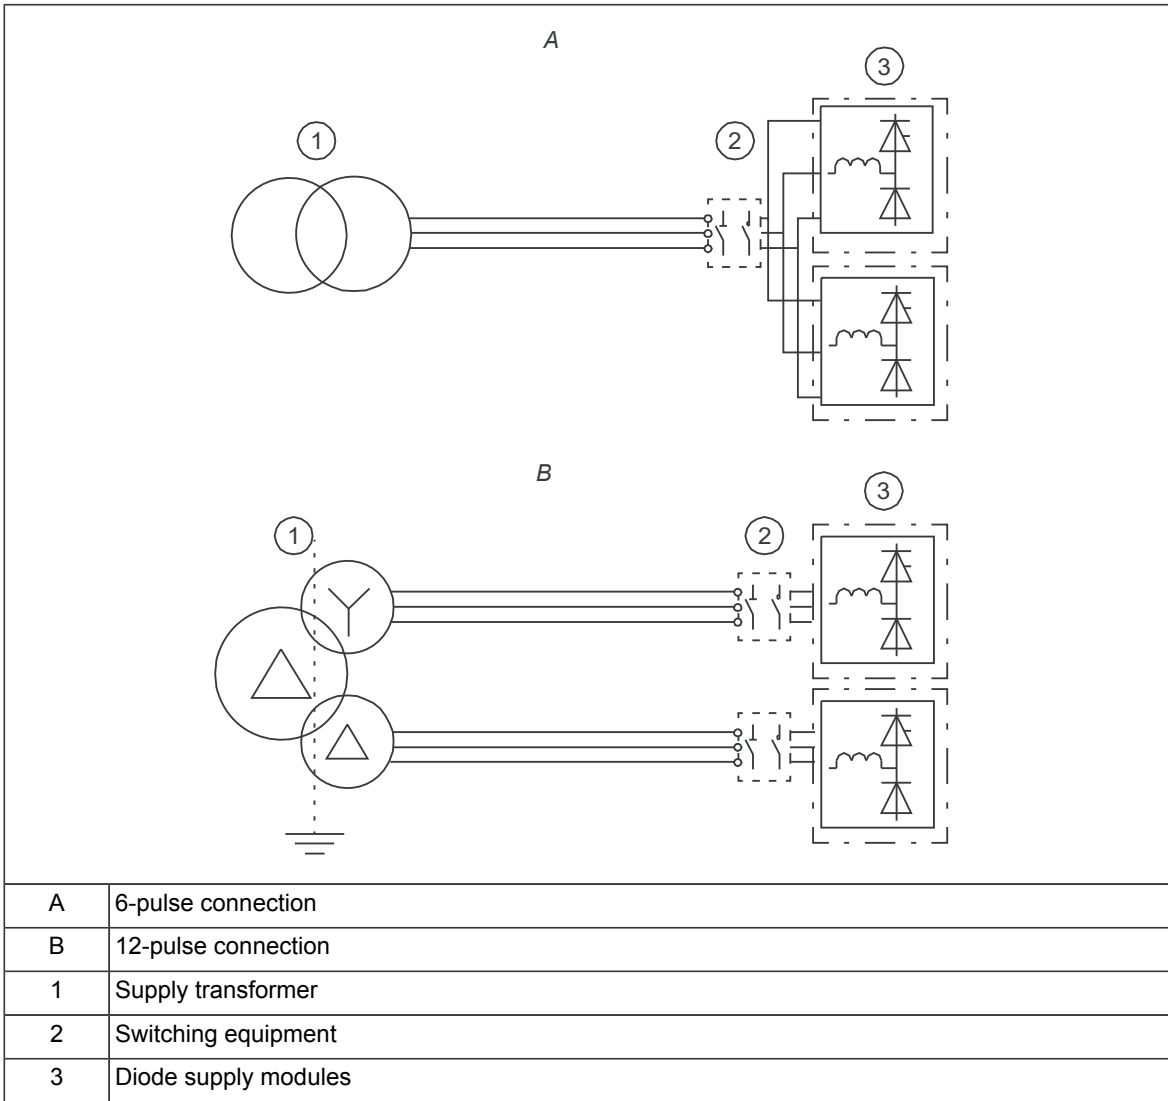 A
3
1
2
B
3
1
2
A 6-pulse connection
B 12-pulse connection
1 Supply transformer
2 Switching equipment
3 Diode supply modules